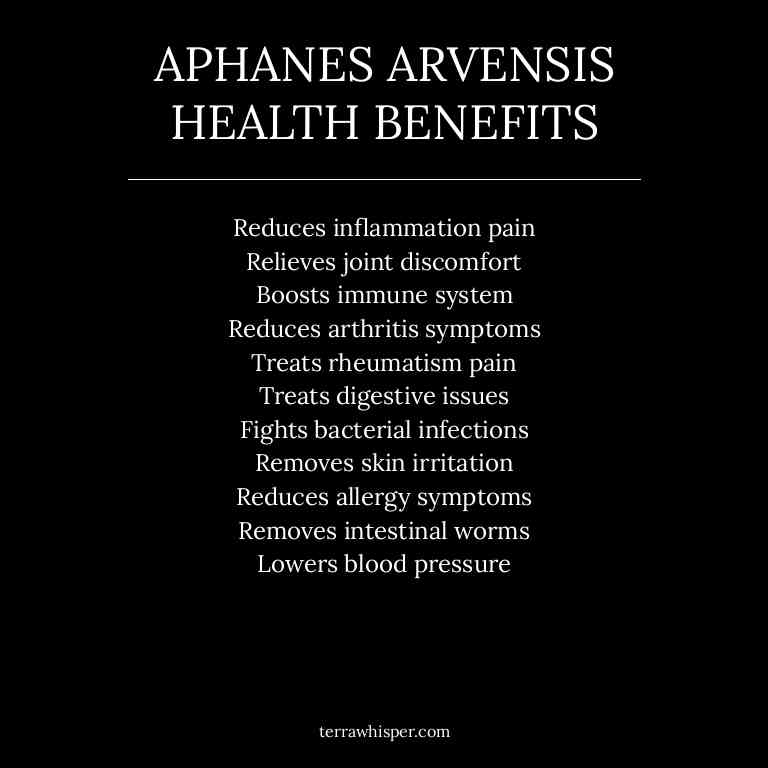 APHANES ARVENSIS
HEALTH BENEFITS
Reduces inflammation pain
Relieves joint discomfort
Boosts immune system
Reduces arthritis symptoms
Treats rheumatism pain
Treats digestive issues
Fights bacterial infections
Removes skin irritation
Reduces allergy symptoms
Removes intestinal worms
Lowers blood pressure
terrawhisper.com